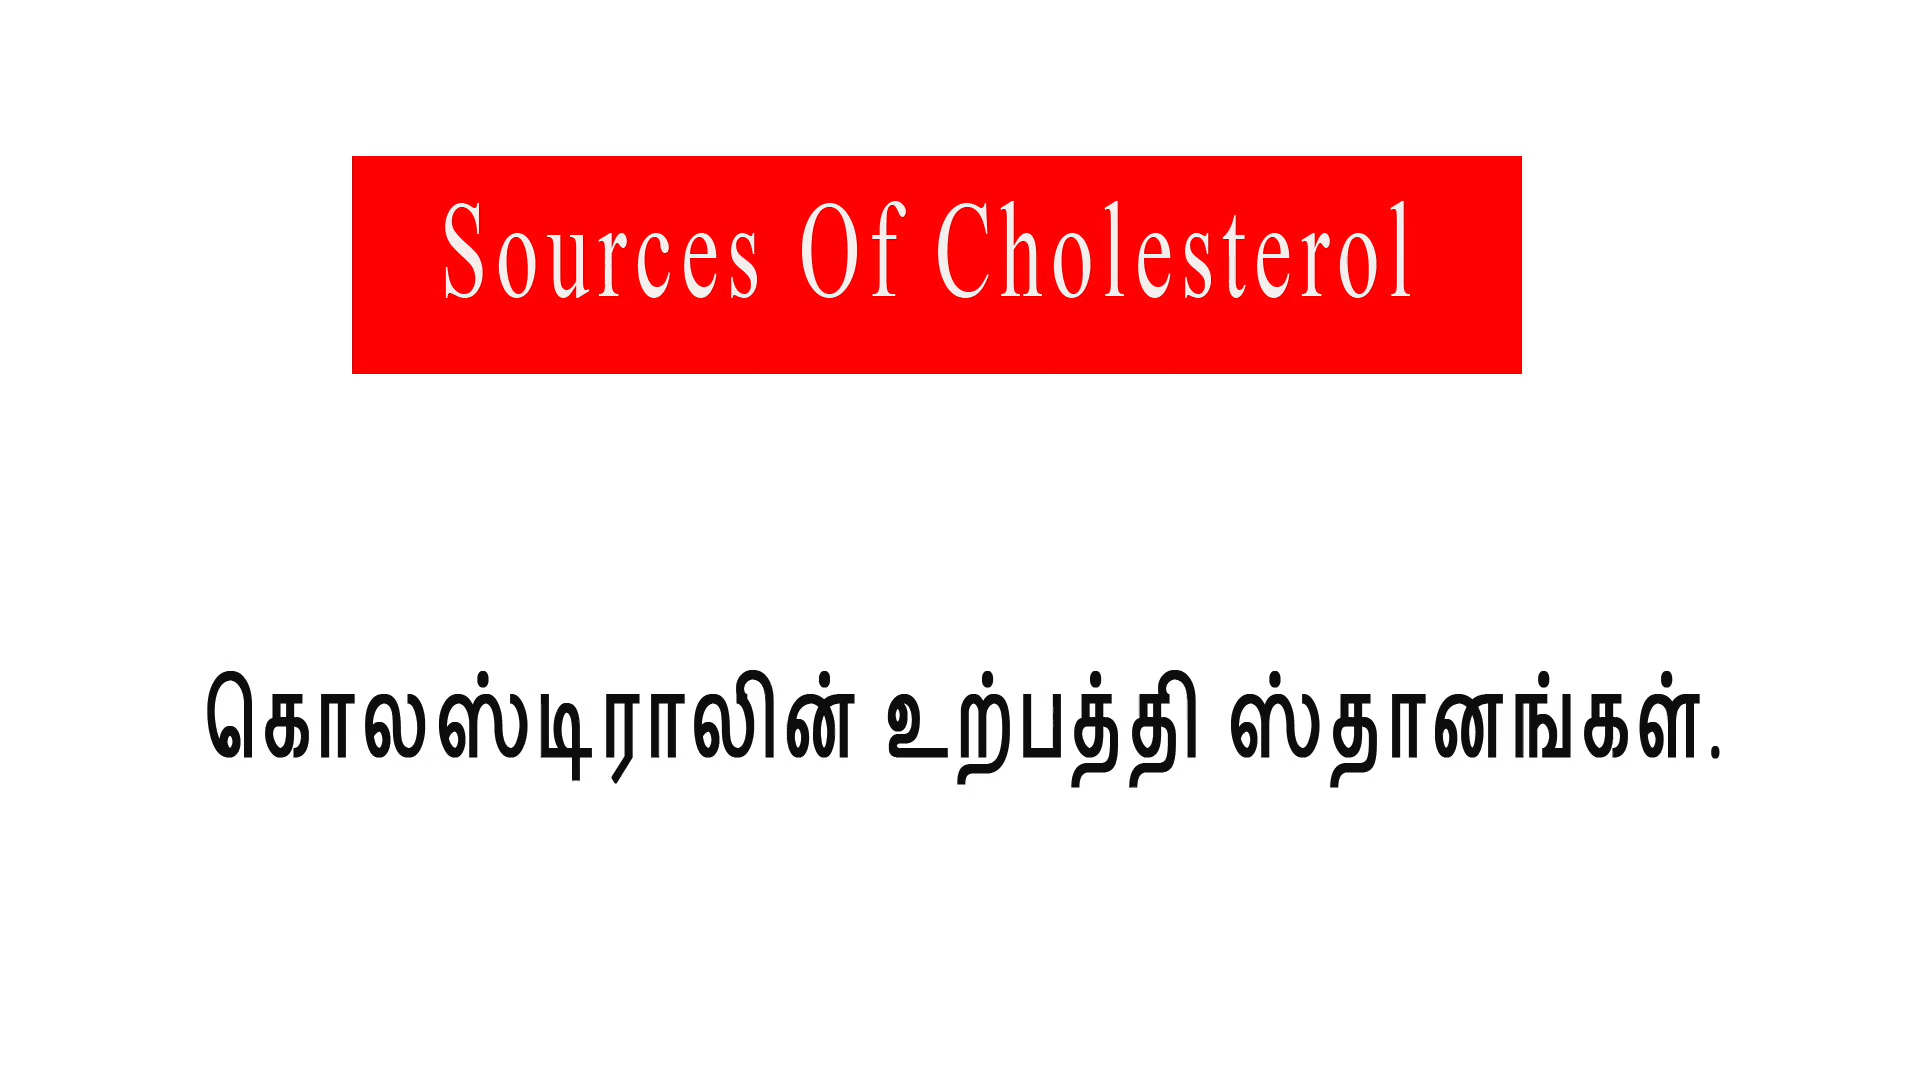 Sources Of Cholesterol
கொலஸ்டிராலின் உற்பத்தி ஸ்தானங்கள்.